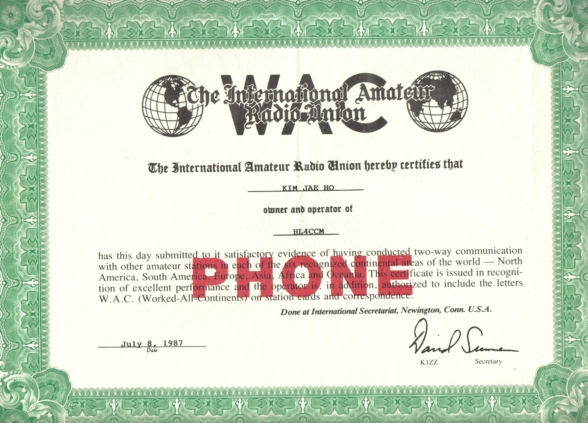 WAC
The International Amateur
Radio Union
The International Amateur Radio Union hereby certifies that
KIM JAE HO
owner and operator of
HL4CCM
has this day submitted to it satisfactory evidence of having conducted two-way communication
with other amateur stations in each of the six recognized continental areas of the world — North
America, South America, Europe, Asia, Africa and Oceania. This certificate is issued in recogni-
tion of excellent performance and the operator is, in addition, authorized to include the letters
W.A.C. (Worked-All-Continents) on station cards and correspondence.
PHONE
Done at International Secretariat, Newington, Conn. U.S.A.
July 8, 1987
Date
David Sumner
K1ZZ Secretary